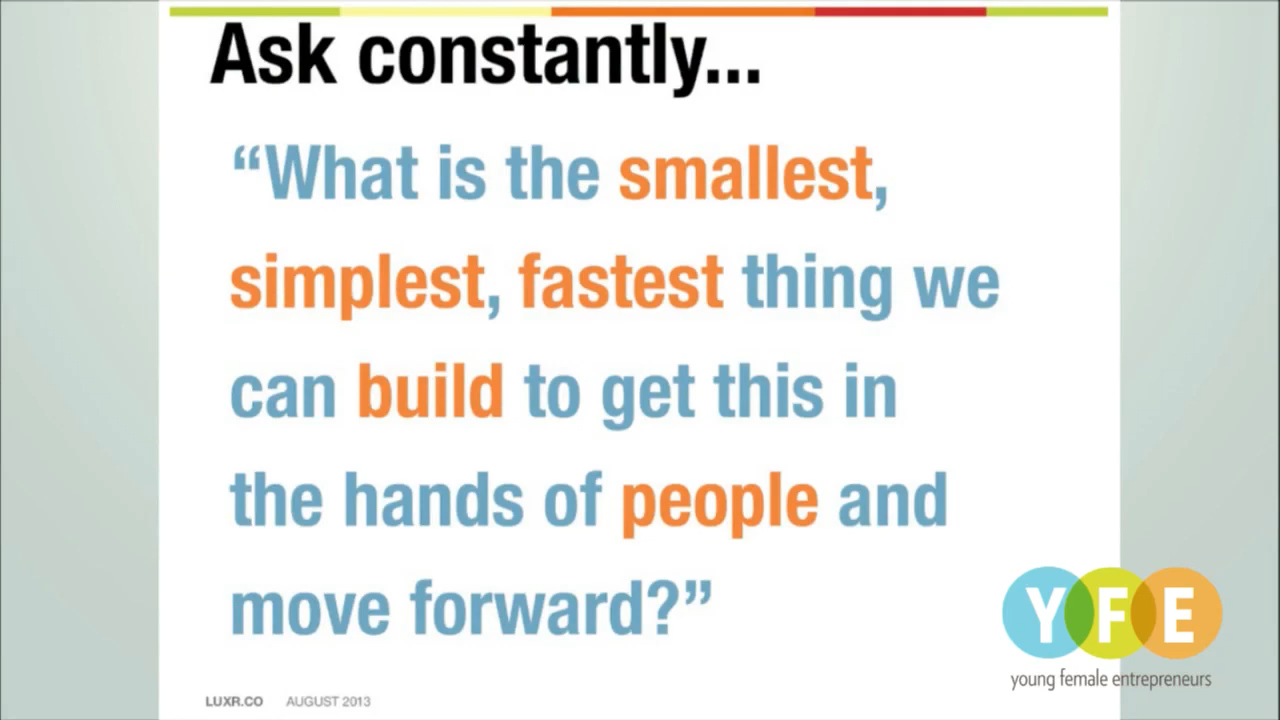 Ask constantly...
“What is the smallest,
simplest, fastest thing we
can build to get this in
the hands of people and
move forward?”
YFE
young female entrepreneurs
LUXR.CO AUGUST 2013